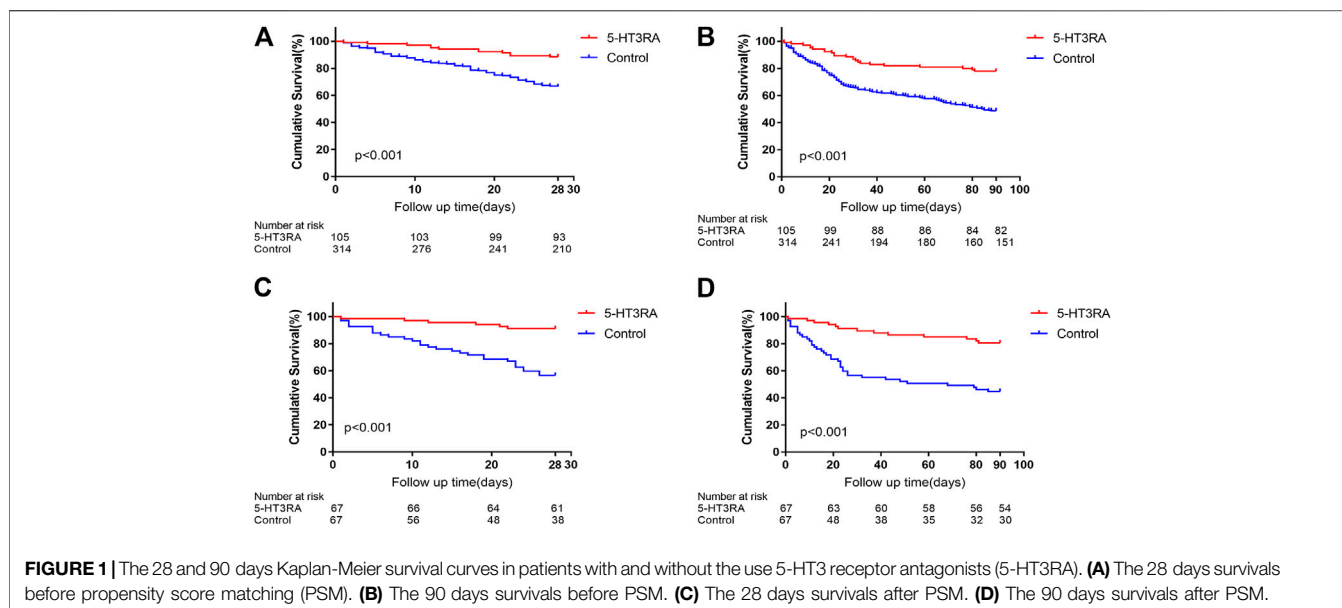 A
Cumulative Survival(%)
100
80
60
40
20
0
p<0.001
5-HT3RA
Control
0 10 20 28 30
Follow up time(days)
Number at risk
5-HT3RA 105 103 99 93
Control 314 276 241 210
B
Cumulative Survival(%)
100
80
60
40
20
0
p<0.001
5-HT3RA
Control
0 20 40 60 80 90 100
Follow up time(days)
Number at risk
5-HT3RA 105 99 88 86 84 82
Control 314 241 194 180 160 151
C
Cumulative Survival(%)
100
80
60
40
20
0
p<0.001
5-HT3RA
Control
0 10 20 28 30
Follow up time(days)
Number at risk
5-HT3RA 67 66 64 61
Control 67 56 48 38
D
Cumulative Survival(%)
100
80
60
40
20
0
p<0.001
5-HT3RA
Control
0 20 40 60 80 90 100
Follow up time(days)
Number at risk
5-HT3RA 67 63 60 58 56 54
Control 67 48 38 35 32 30
FIGURE 1 | The 28 and 90 days Kaplan-Meier survival curves in patients with and without the use 5-HT3 receptor antagonists (5-HT3RA). (A) The 28 days survivals
before propensity score matching (PSM). (B) The 90 days survivals before PSM. (C) The 28 days survivals after PSM. (D) The 90 days survivals after PSM.